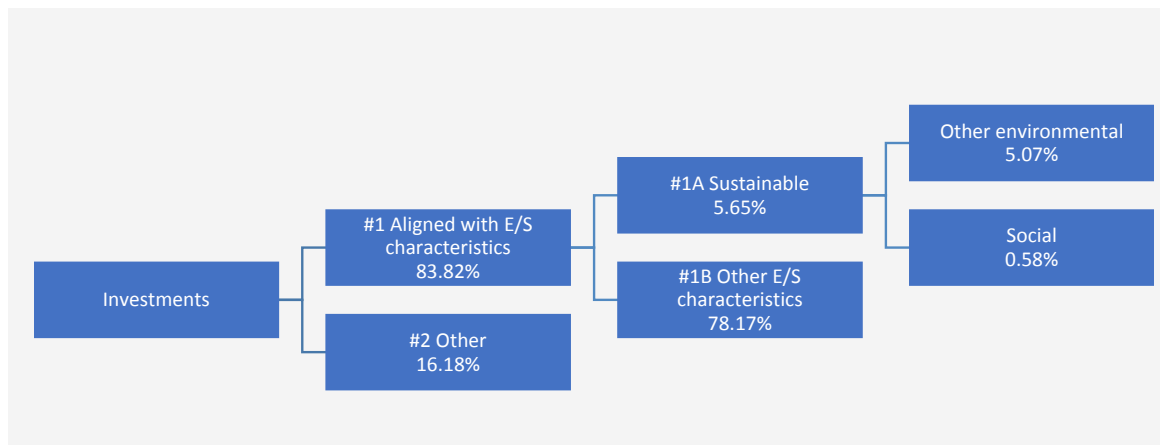 Investments
#1 Aligned with E/S
characteristics
83.82%
#2 Other
16.18%
#1A Sustainable
5.65%
#1B Other E/S
characteristics
78.17%
Other environmental
5.07%
Social
0.58%